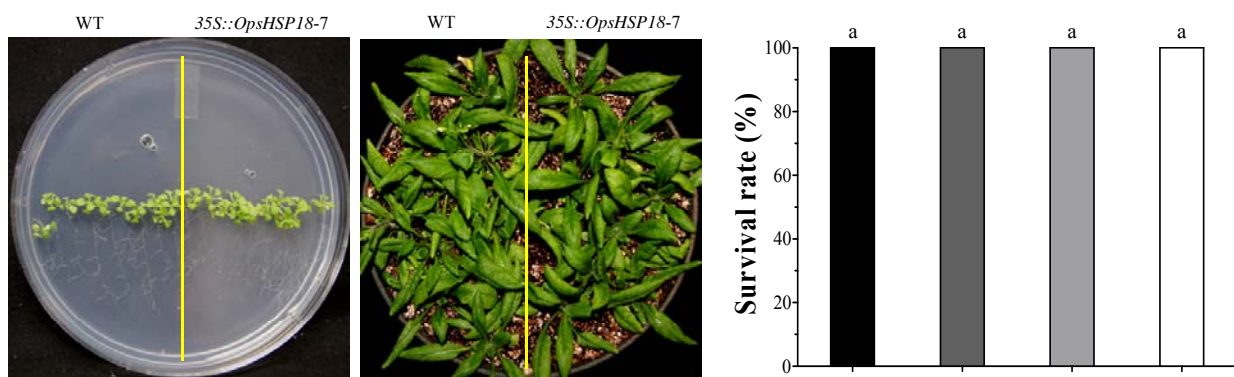 WT 35S::OpsHSP18-7
WT 35S::OpsHSP18-7
a a a a
Survival rate (%)
100
80
60
40
20
0